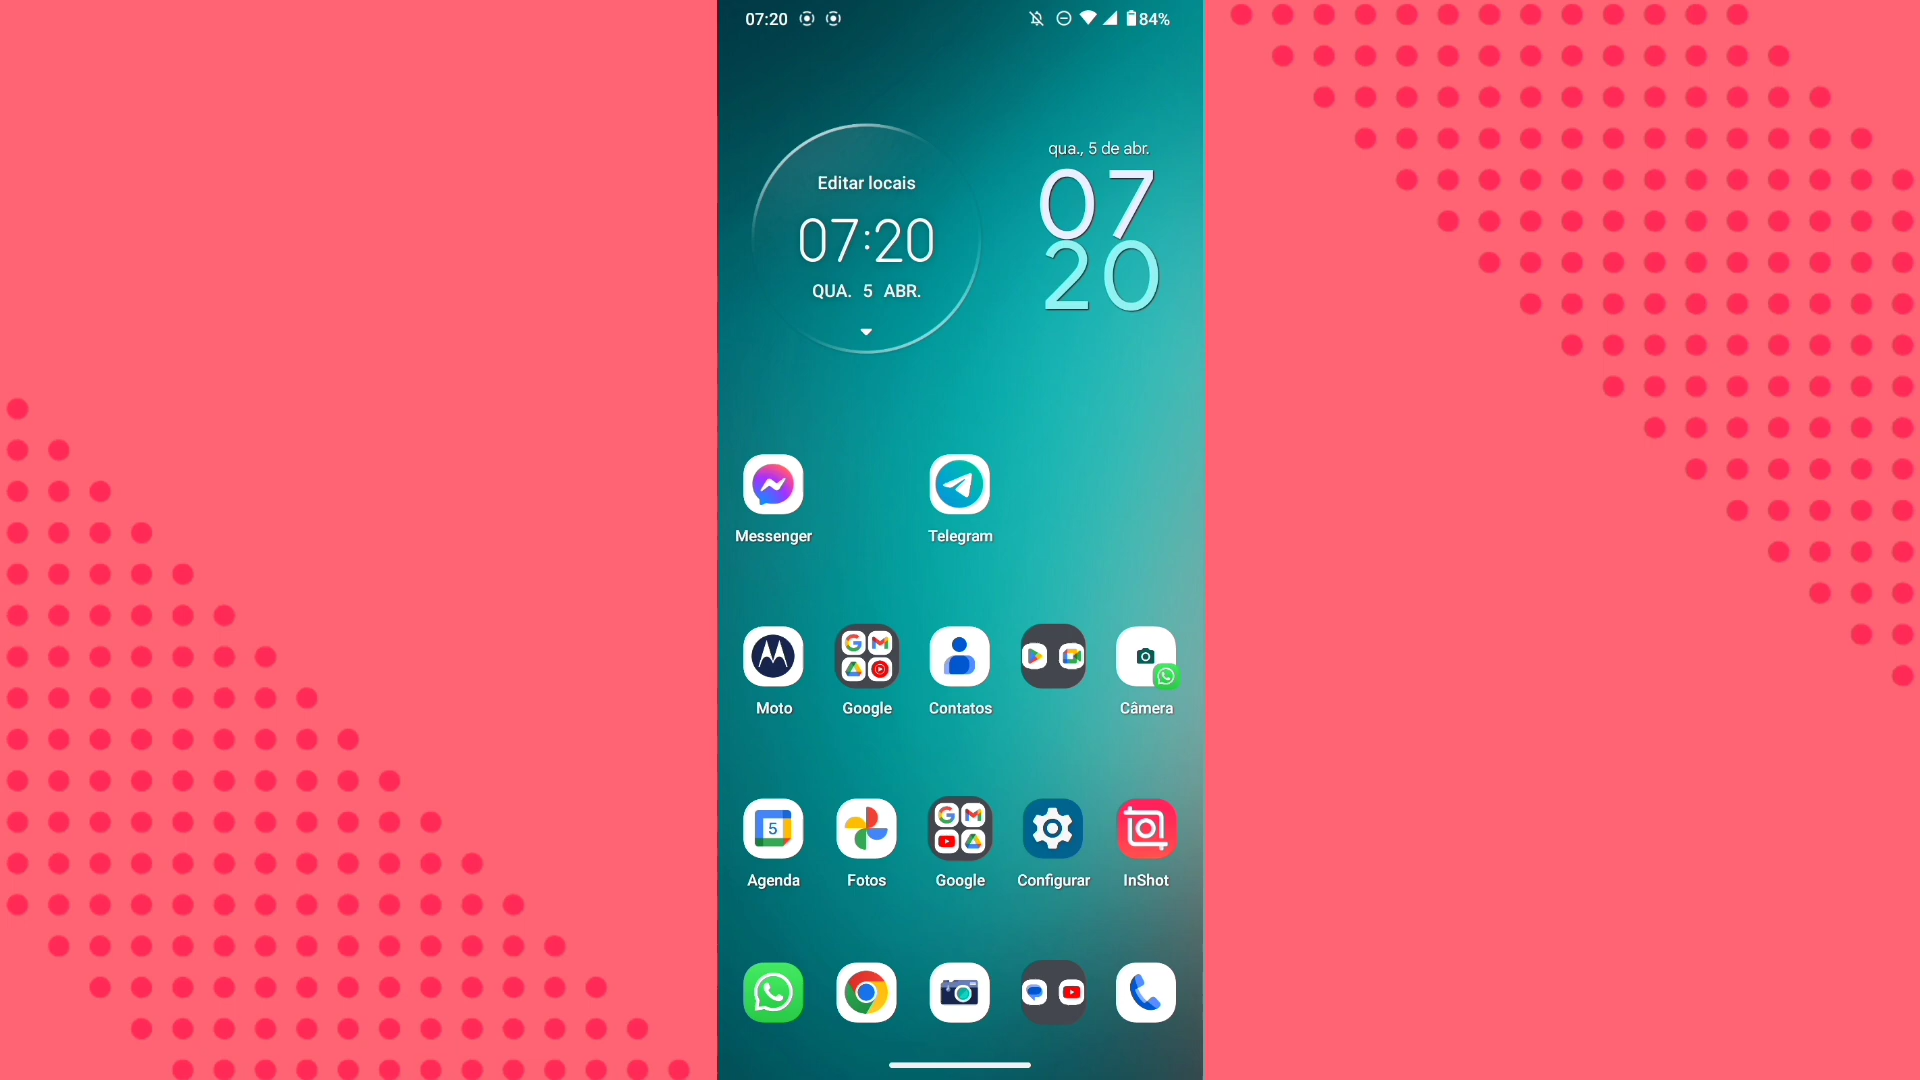 07:20
84%
Editar locais
07:20
QUA. 5 ABR.
qua., 5 de abr.
07
20
Messenger
Telegram
Moto
Google
Contatos
Câmera
5
Agenda
Fotos
Google
Configurar
InShot